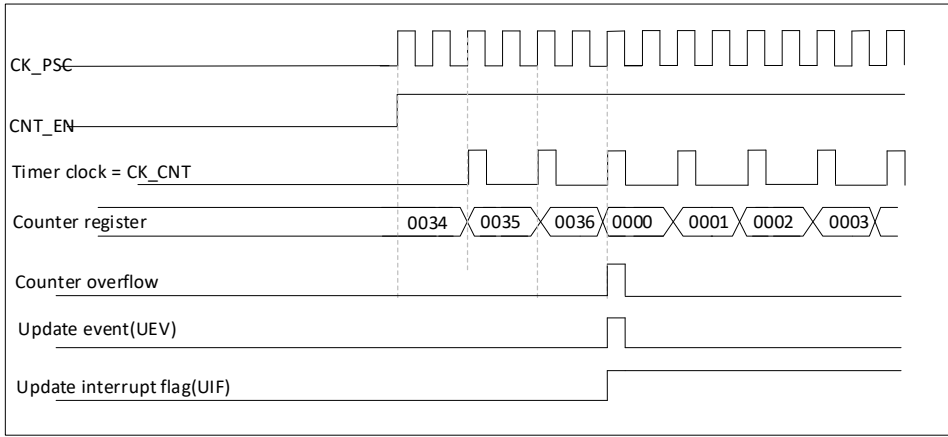 CK_PSC
CNT_EN
Timer clock = CK_CNT
Counter register 0034 0035 0036 0000 0001 0002 0003
Counter overflow
Update event(UEV)
Update interrupt flag(UIF)